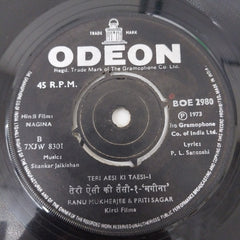 TRADE MARK
ODEON
Regd. Trade Mark of The Gramophone Co. Ltd.
45 R.P.M.
BOE 2980
Hindi Film:
NAGINA
℗ 1973
Gramophone Co.
of India Ltd.
B
7XJW 8301
Music:
Shankar Jaikishan
Lyrics
P. L. Santoshi
TERI AESI KI TAESI-1
तेरी ऐसी की तैसी-१-'नगीना'
RANU MUKHERJEE & PRITI SAGAR
Kirti Films